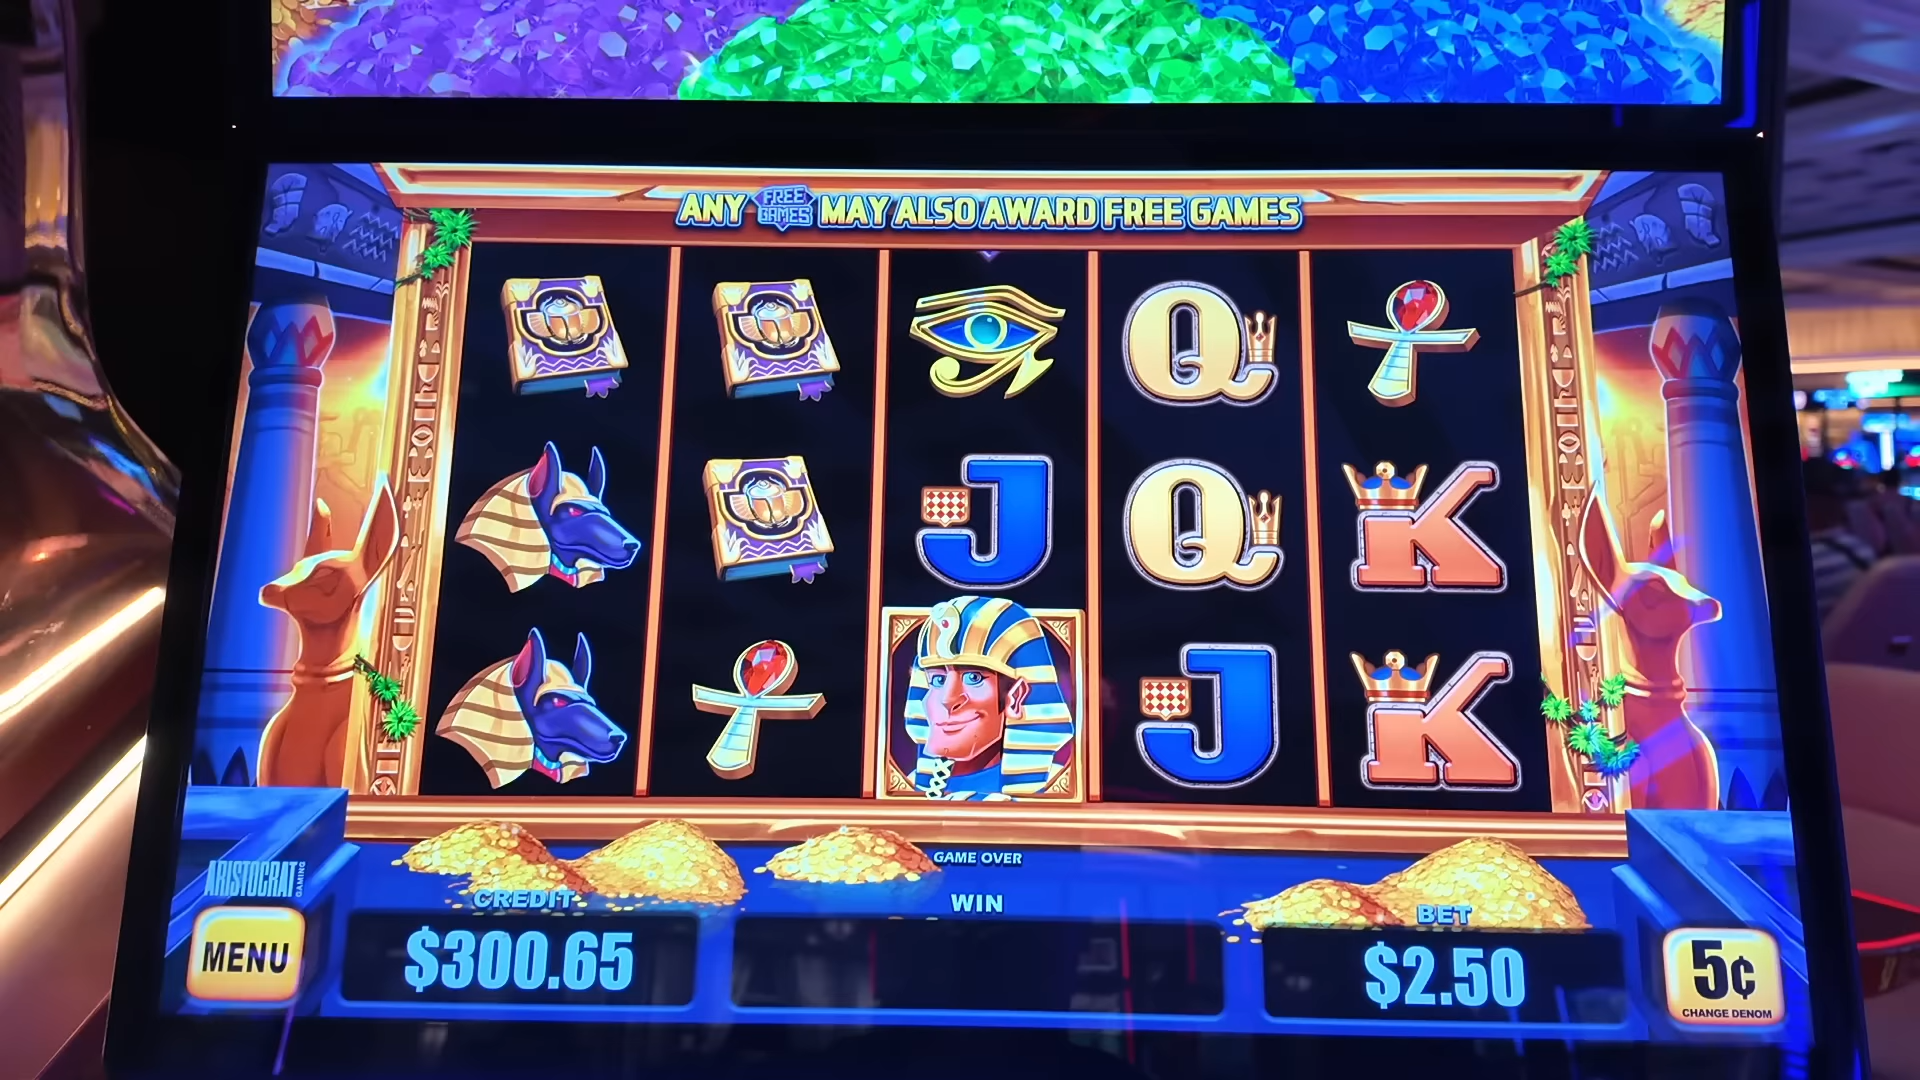 ANY FREE GAMES MAY ALSO AWARD FREE GAMES
Q
J
Q
K
J
K
ARISTOCRAT GAMING
GAME OVER
CREDIT
WIN
BET
MENU
$300.65
$2.50
5¢
CHANGE DENOM